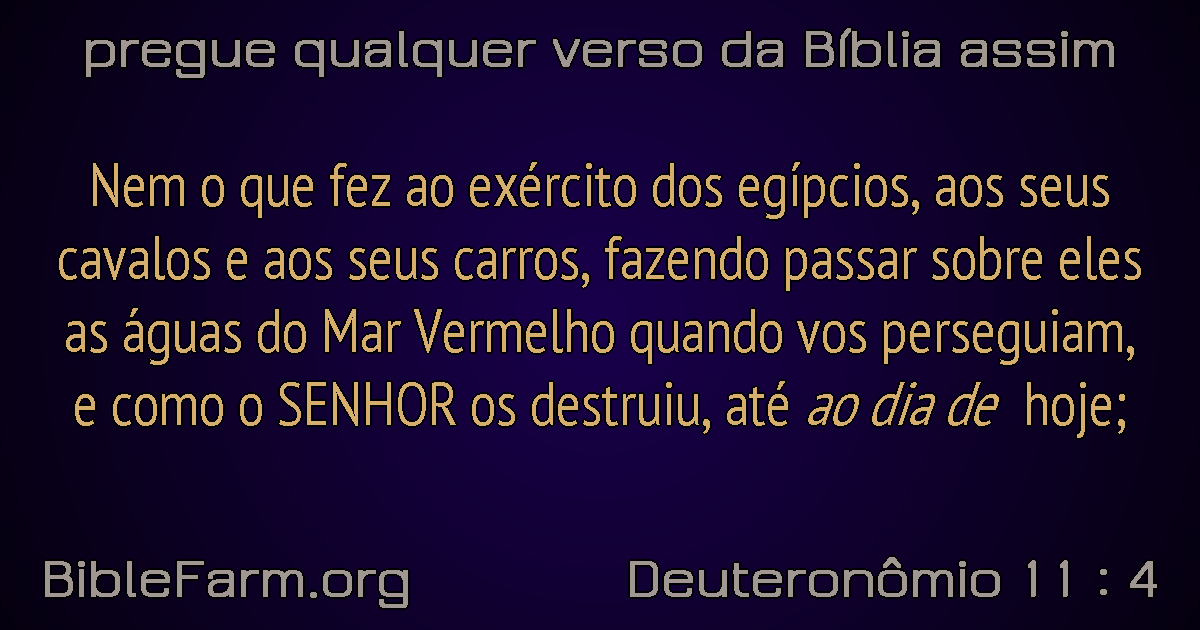 pregue qualquer verso da Bíblia assim
Nem o que fez ao exército dos egípcios, aos seus
cavalos e aos seus carros, fazendo passar sobre eles
as águas do Mar Vermelho quando vos perseguiam,
e como o SENHOR os destruiu, até ao dia de hoje;
BibleFarm.org
Deuteronômio 11 : 4